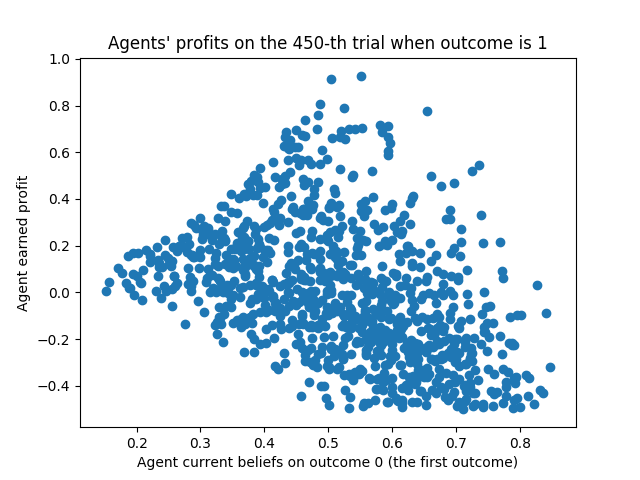 Agents' profits on the 450-th trial when outcome is 1
1.0
0.8
0.6
0.4
0.2
0.0
−0.2
−0.4
Agent earned profit
0.2 0.3 0.4 0.5 0.6 0.7 0.8
Agent current beliefs on outcome 0 (the first outcome)